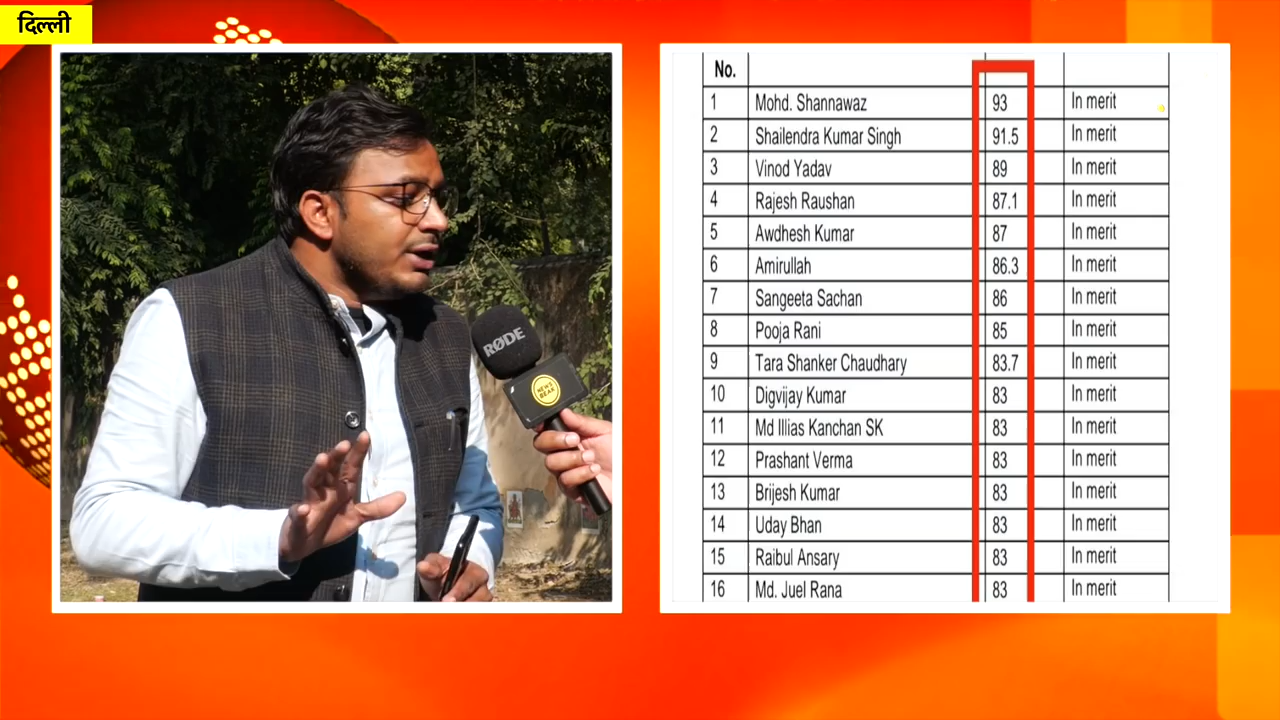 दिल्ली
RØDE
NEWS
BEAK
No.
1 Mohd. Shannawaz 93 In merit
2 Shailendra Kumar Singh 91.5 In merit
3 Vinod Yadav 89 In merit
4 Rajesh Raushan 87.1 In merit
5 Awdhesh Kumar 87 In merit
6 Amirullah 86.3 In merit
7 Sangeeta Sachan 86 In merit
8 Pooja Rani 85 In merit
9 Tara Shanker Chaudhary 83.7 In merit
10 Digvijay Kumar 83 In merit
11 Md Illias Kanchan SK 83 In merit
12 Prashant Verma 83 In merit
13 Brijesh Kumar 83 In merit
14 Uday Bhan 83 In merit
15 Raibul Ansary 83 In merit
16 Md. Juel Rana 83 In merit